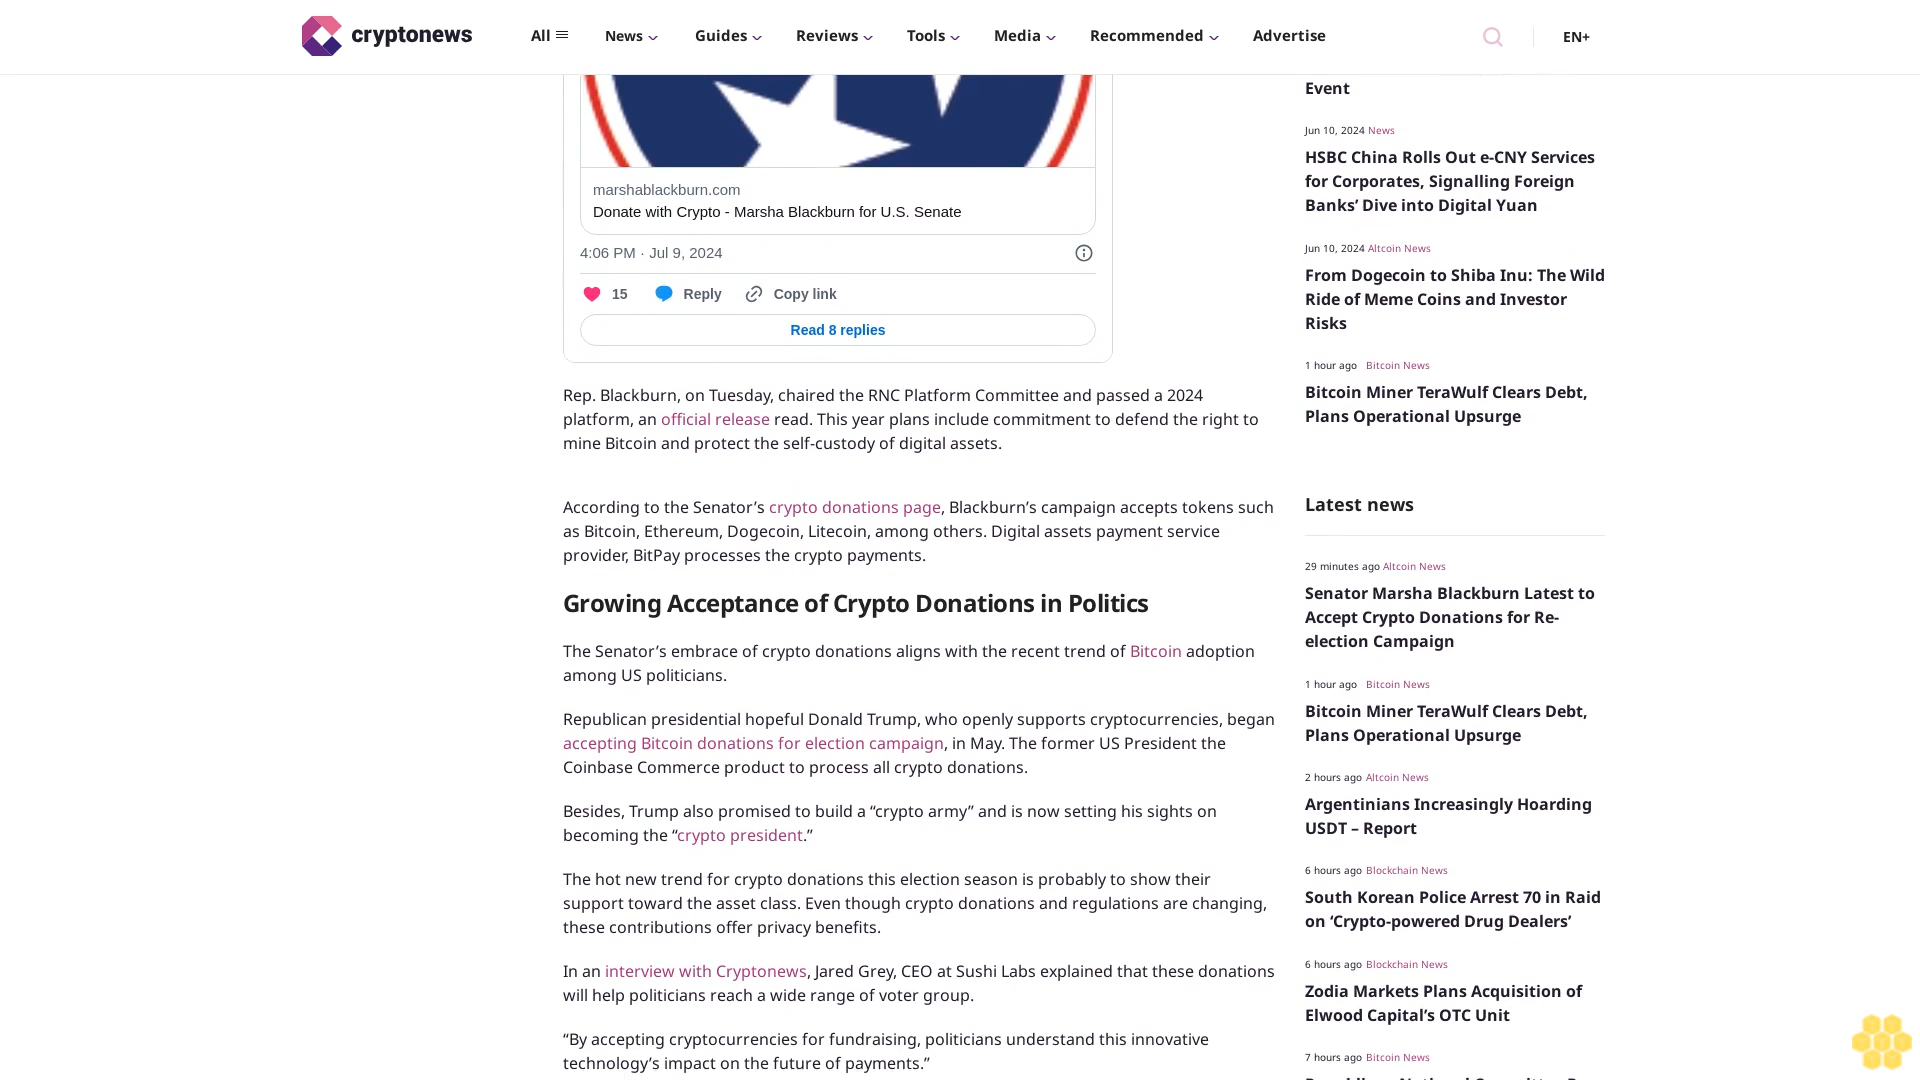 cryptonews
All
News
Guides
Reviews
Tools
Media
Recommended
Advertise
EN+
marshablackburn.com
Donate with Crypto - Marsha Blackburn for U.S. Senate
4:06 PM · Jul 9, 2024
15
Reply
Copy link
Read 8 replies
Rep. Blackburn, on Tuesday, chaired the RNC Platform Committee and passed a 2024
platform, an official release read. This year plans include commitment to defend the right to
mine Bitcoin and protect the self-custody of digital assets.
According to the Senator’s crypto donations page, Blackburn’s campaign accepts tokens such
as Bitcoin, Ethereum, Dogecoin, Litecoin, among others. Digital assets payment service
provider, BitPay processes the crypto payments.
Growing Acceptance of Crypto Donations in Politics
The Senator’s embrace of crypto donations aligns with the recent trend of Bitcoin adoption
among US politicians.
Republican presidential hopeful Donald Trump, who openly supports cryptocurrencies, began
accepting Bitcoin donations for election campaign, in May. The former US President the
Coinbase Commerce product to process all crypto donations.
Besides, Trump also promised to build a “crypto army” and is now setting his sights on
becoming the “crypto president.”
The hot new trend for crypto donations this election season is probably to show their
support toward the asset class. Even though crypto donations and regulations are changing,
these contributions offer privacy benefits.
In an interview with Cryptonews, Jared Grey, CEO at Sushi Labs explained that these donations
will help politicians reach a wide range of voter group.
“By accepting cryptocurrencies for fundraising, politicians understand this innovative
technology’s impact on the future of payments.”
Event
Jun 10, 2024 News
HSBC China Rolls Out e-CNY Services
for Corporates, Signalling Foreign
Banks’ Dive into Digital Yuan
Jun 10, 2024 Altcoin News
From Dogecoin to Shiba Inu: The Wild
Ride of Meme Coins and Investor
Risks
1 hour ago Bitcoin News
Bitcoin Miner TeraWulf Clears Debt,
Plans Operational Upsurge
Latest news
29 minutes ago Altcoin News
Senator Marsha Blackburn Latest to
Accept Crypto Donations for Re-
election Campaign
1 hour ago Bitcoin News
Bitcoin Miner TeraWulf Clears Debt,
Plans Operational Upsurge
2 hours ago Altcoin News
Argentinians Increasingly Hoarding
USDT – Report
6 hours ago Blockchain News
South Korean Police Arrest 70 in Raid
on ‘Crypto-powered Drug Dealers’
6 hours ago Blockchain News
Zodia Markets Plans Acquisition of
Elwood Capital’s OTC Unit
7 hours ago Bitcoin News